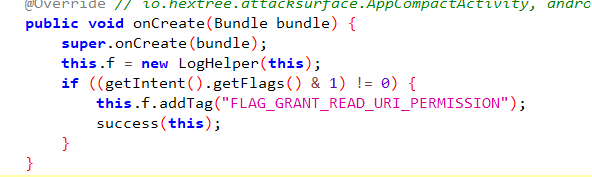 @Override // io.hextree.attacksurface.AppCompactActivity, andro
public void onCreate(Bundle bundle) {
    super.onCreate(bundle);
    this.f = new LogHelper(this);
    if ((getIntent().getFlags() & 1) != 0) {
        this.f.addTag("FLAG_GRANT_READ_URI_PERMISSION");
        success(this);
    }
}